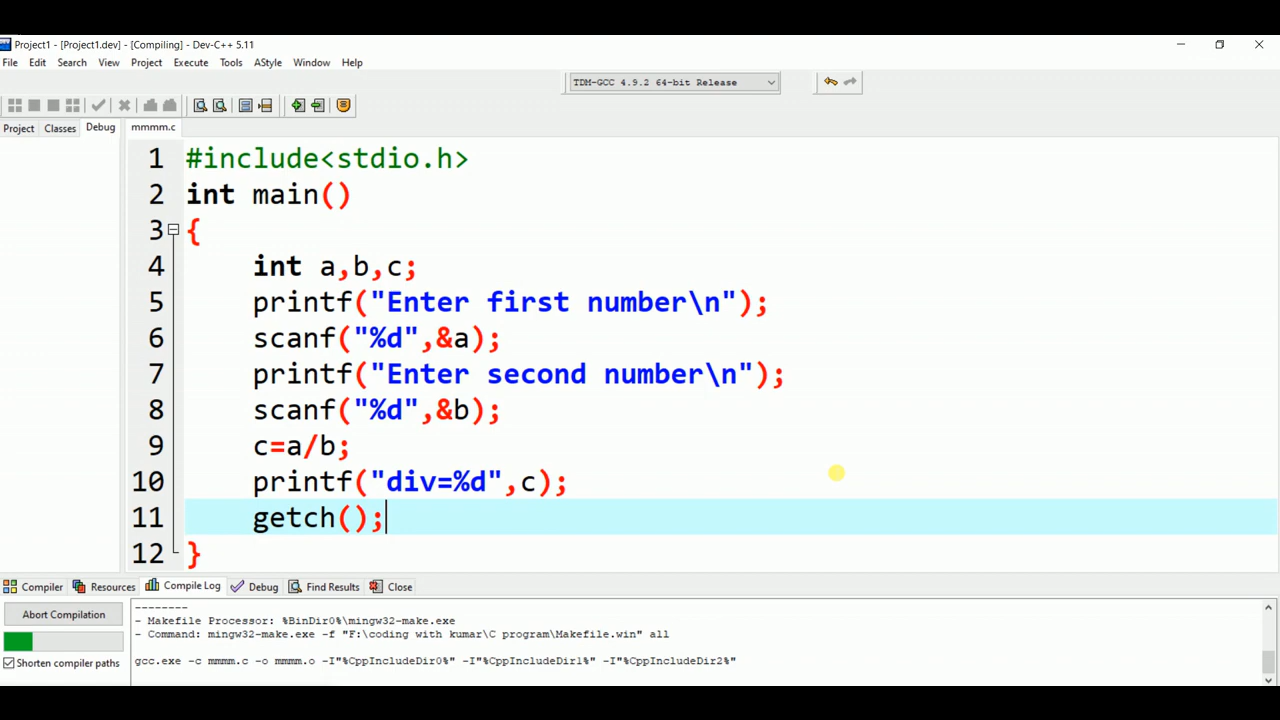 Project1 - [Project1.dev] - [Compiling] - Dev-C++ 5.11
File Edit Search View Project Execute Tools AStyle Window Help
TDM-GCC 4.9.2 64-bit Release
Project Classes Debug mmmm.c
1 #include<stdio.h>
2 int main()
3 {
4 int a,b,c;
5 printf("Enter first number\n");
6 scanf("%d",&a);
7 printf("Enter second number\n");
8 scanf("%d",&b);
9 c=a/b;
10 printf("div=%d",c);
11 getch();
12 }
Compiler Resources Compile Log Debug Find Results Close
Abort Compilation
Shorten compiler paths
--------
- Makefile Processor: %BinDir0%\mingw32-make.exe
- Command: mingw32-make.exe -f "F:\coding with kumar\C program\Makefile.win" all
gcc.exe -c mmmm.c -o mmmm.o -I"%CppIncludeDir0%" -I"%CppIncludeDir1%" -I"%CppIncludeDir2%"